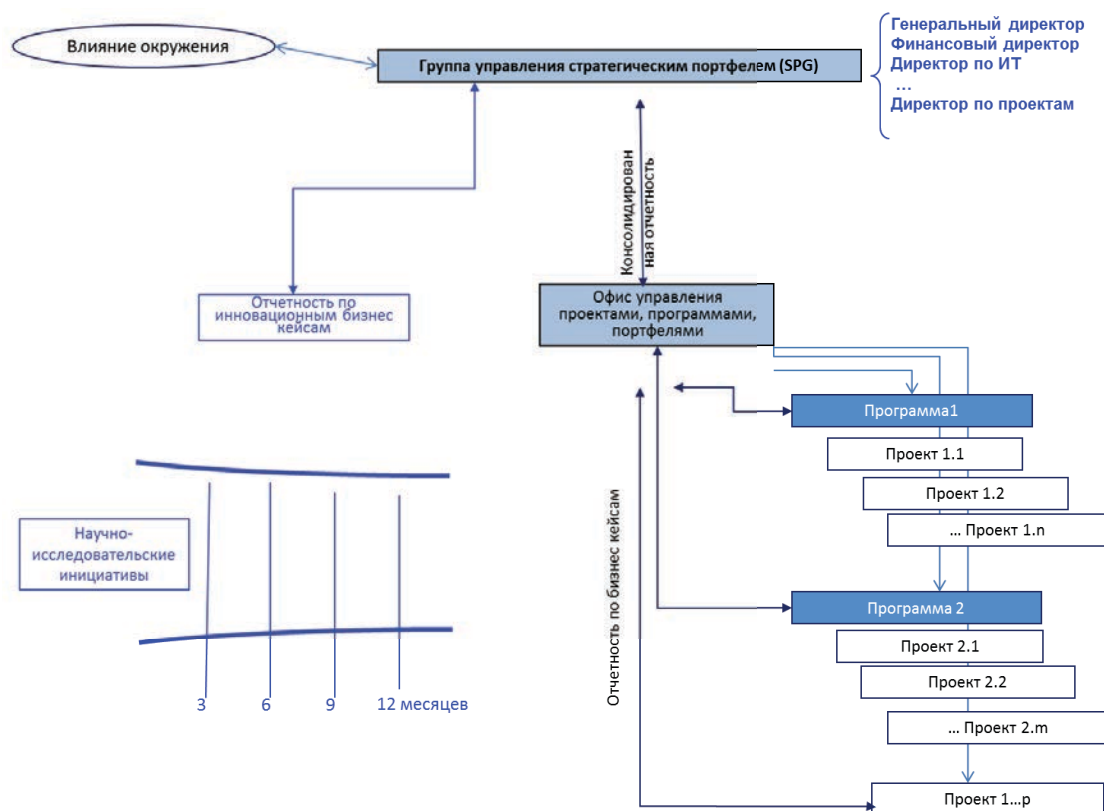 Влияние окружения
Группа управления стратегическим портфелем (SPG)
Генеральный директор
Финансовый директор
Директор по ИТ
...
Директор по проектам
Консолидирован
ная отчетность
Отчетность по
инновационным бизнес
кейсам
Офис управления
проектами, программами,
портфелями
Программа1
Проект 1.1
Проект 1.2
... Проект 1.n
Научно-
исследовательские
инициативы
3
6
9
12 месяцев
Отчетность по бизнес кейсам
Программа 2
Проект 2.1
Проект 2.2
... Проект 2.m
Проект 1...p